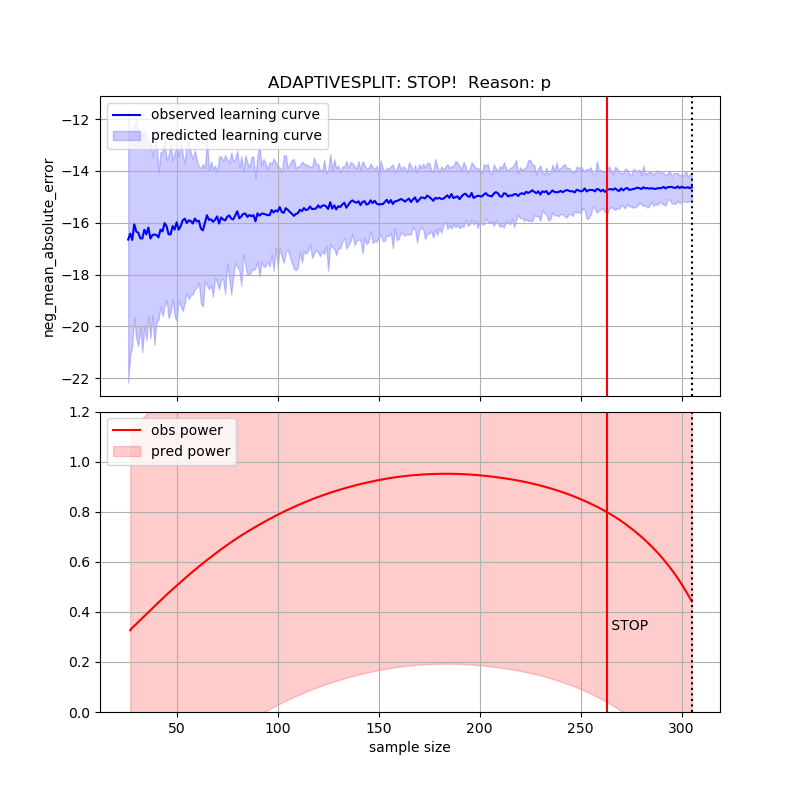 ADAPTIVESPLIT: STOP!  Reason: p
observed learning curve
predicted learning curve
neg_mean_absolute_error
−12
−14
−16
−18
−20
−22
obs power
pred power
1.2
1.0
0.8
0.6
0.4
0.2
0.0
STOP
50 100 150 200 250 300
sample size